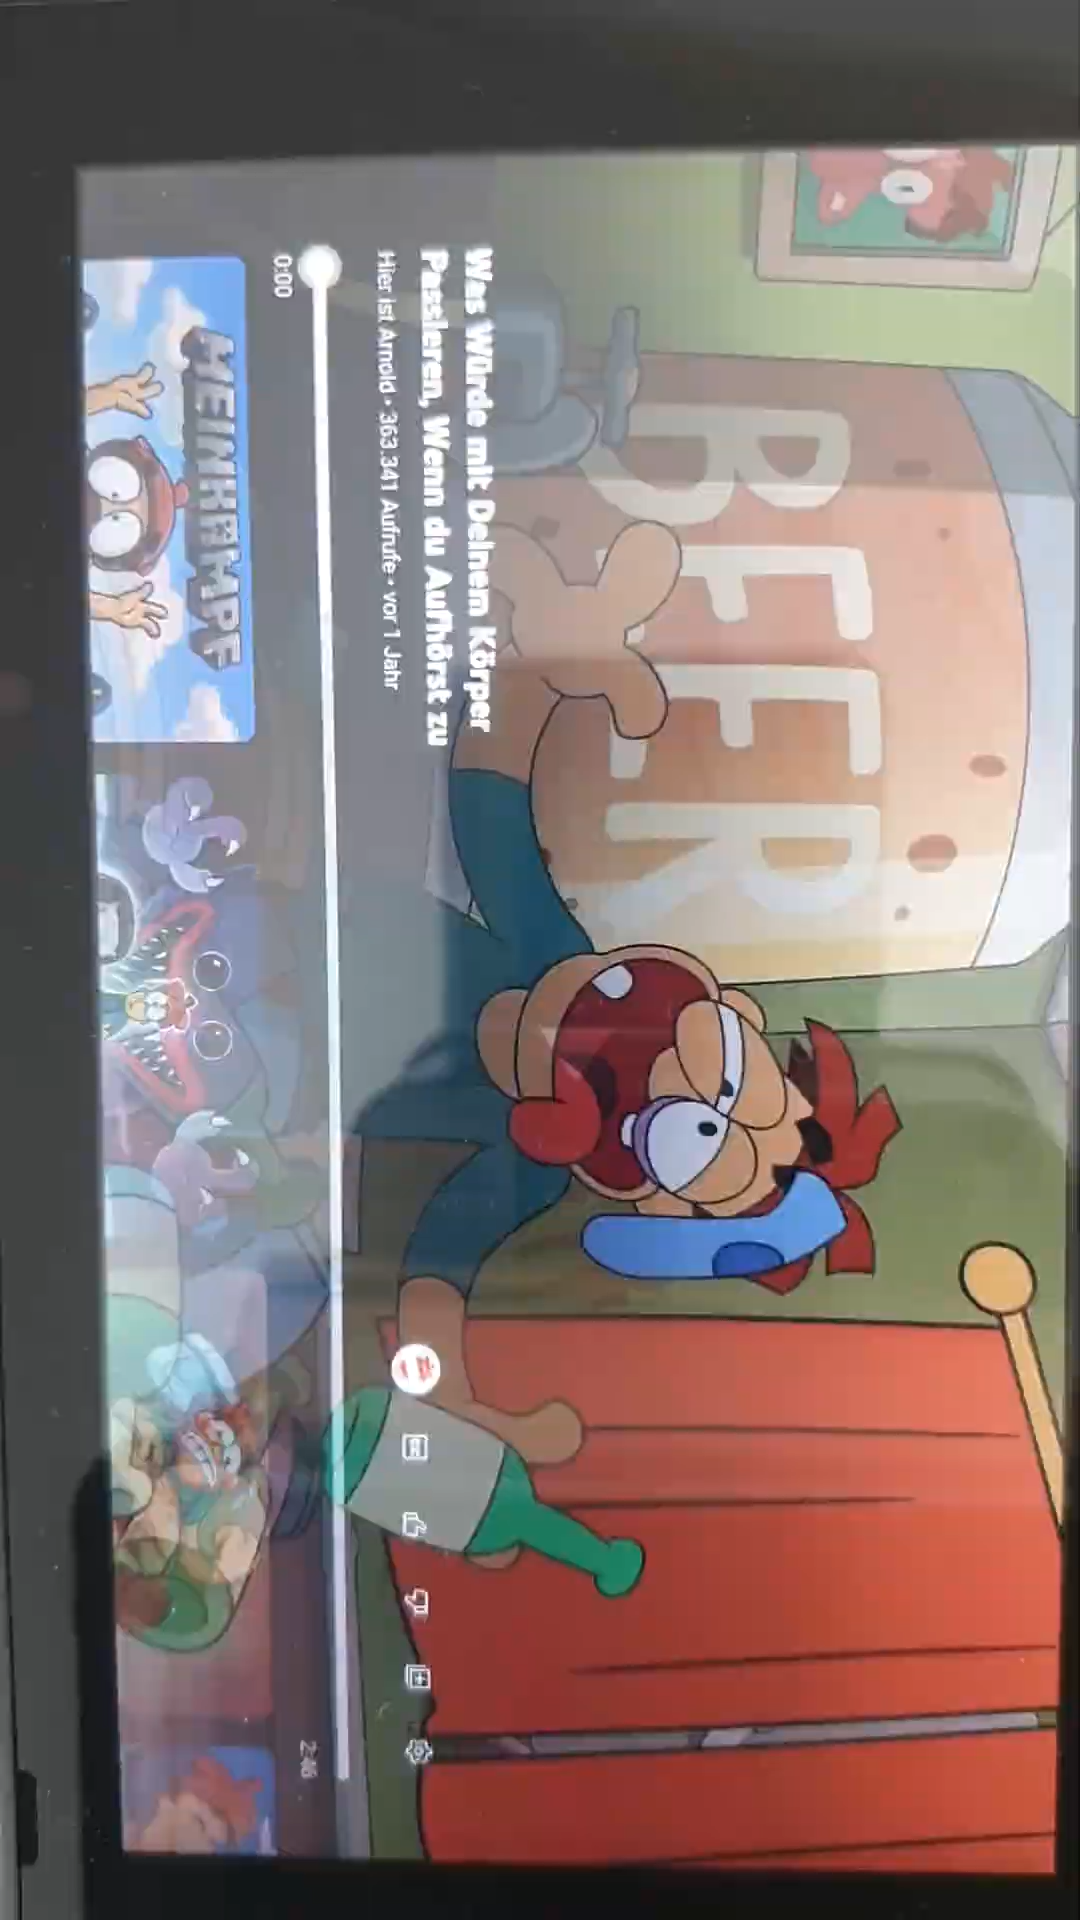 BEER
Was Würde mit Deinem Körper
Passieren, Wenn du Aufhörst zu
Hier ist Arnold • 363.341 Aufrufe • vor 1 Jahr
0:00
2:46